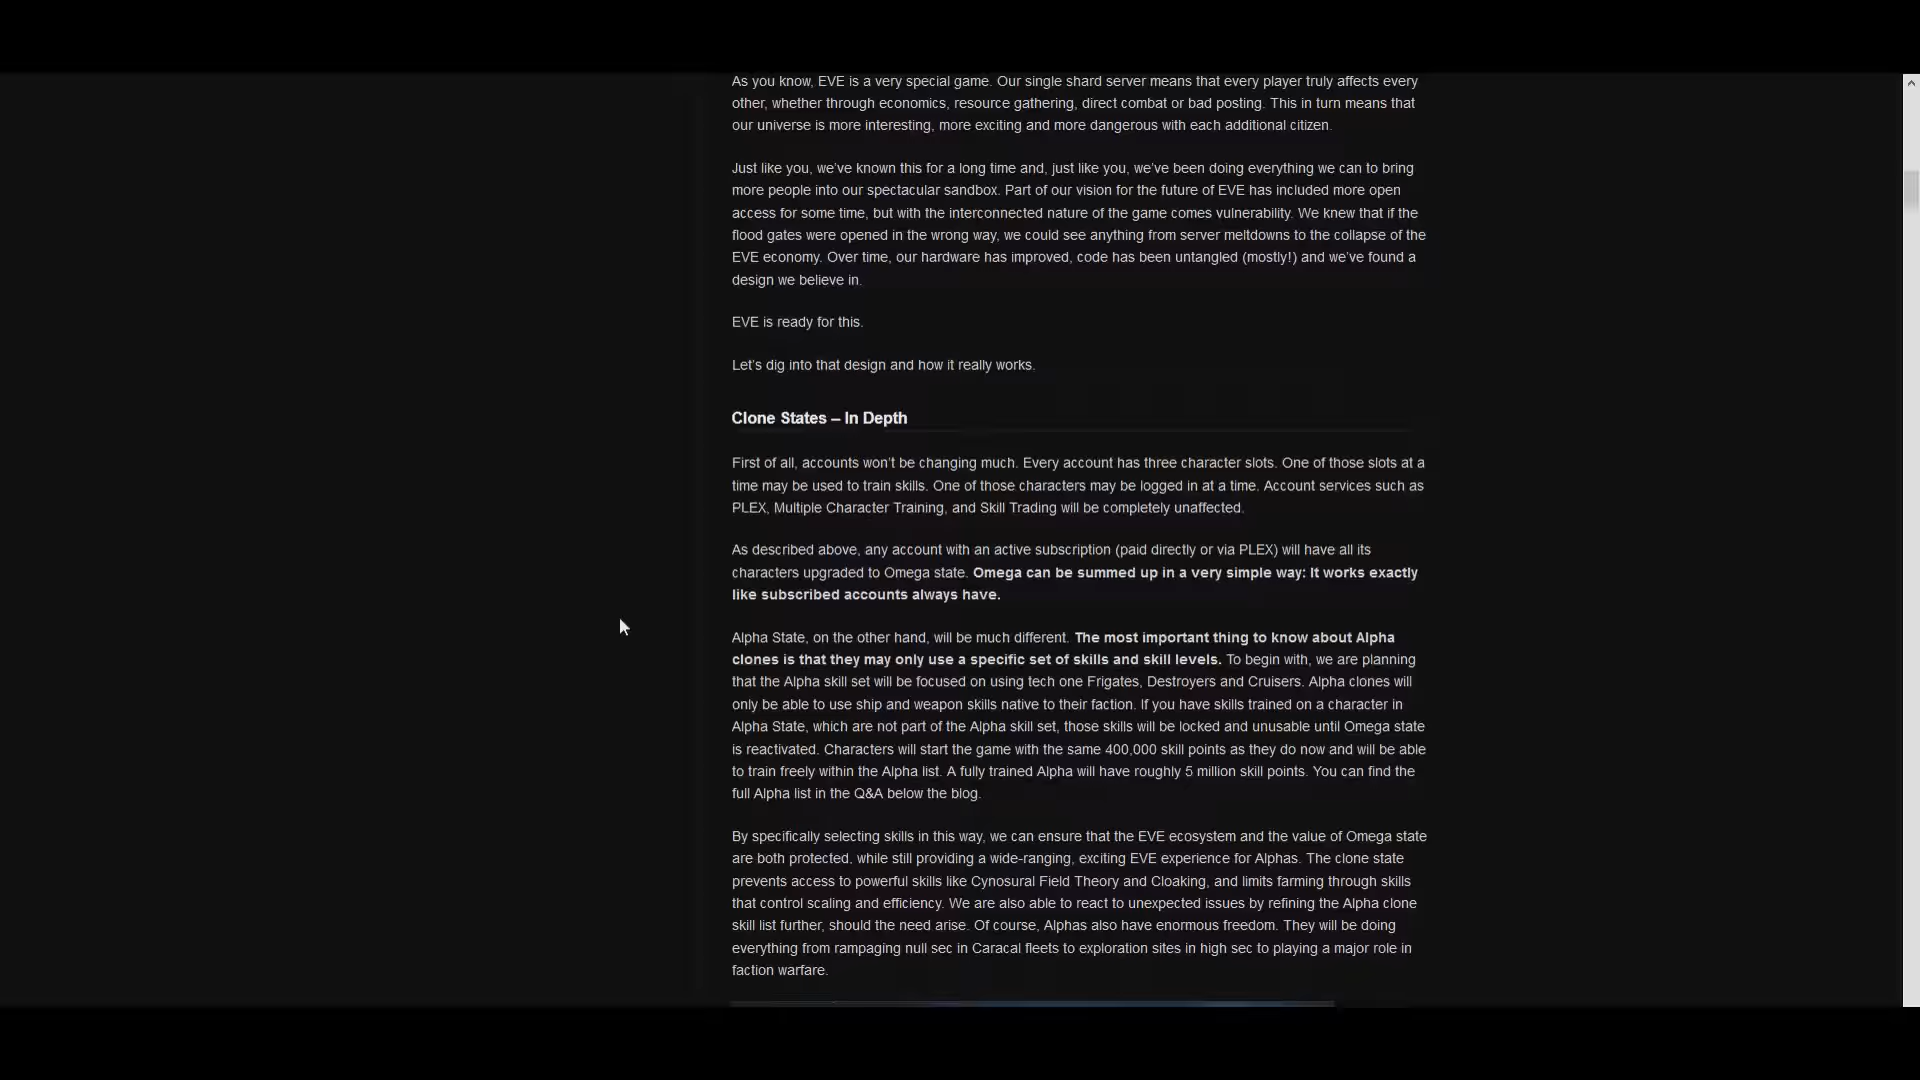 As you know, EVE is a very special game. Our single shard server means that every player truly affects every
other, whether through economics, resource gathering, direct combat or bad posting. This in turn means that
our universe is more interesting, more exciting and more dangerous with each additional citizen.
Just like you, we’ve known this for a long time and, just like you, we’ve been doing everything we can to bring
more people into our spectacular sandbox. Part of our vision for the future of EVE has included more open
access for some time, but with the interconnected nature of the game comes vulnerability. We knew that if the
flood gates were opened in the wrong way, we could see anything from server meltdowns to the collapse of the
EVE economy. Over time, our hardware has improved, code has been untangled (mostly!) and we’ve found a
design we believe in.
EVE is ready for this.
Let’s dig into that design and how it really works.
Clone States – In Depth
First of all, accounts won’t be changing much. Every account has three character slots. One of those slots at a
time may be used to train skills. One of those characters may be logged in at a time. Account services such as
PLEX, Multiple Character Training, and Skill Trading will be completely unaffected.
As described above, any account with an active subscription (paid directly or via PLEX) will have all its
characters upgraded to Omega state. Omega can be summed up in a very simple way: It works exactly
like subscribed accounts always have.
Alpha State, on the other hand, will be much different. The most important thing to know about Alpha
clones is that they may only use a specific set of skills and skill levels. To begin with, we are planning
that the Alpha skill set will be focused on using tech one Frigates, Destroyers and Cruisers. Alpha clones will
only be able to use ship and weapon skills native to their faction. If you have skills trained on a character in
Alpha State, which are not part of the Alpha skill set, those skills will be locked and unusable until Omega state
is reactivated. Characters will start the game with the same 400,000 skill points as they do now and will be able
to train freely within the Alpha list. A fully trained Alpha will have roughly 5 million skill points. You can find the
full Alpha list in the Q&A below the blog.
By specifically selecting skills in this way, we can ensure that the EVE ecosystem and the value of Omega state
are both protected, while still providing a wide-ranging, exciting EVE experience for Alphas. The clone state
prevents access to powerful skills like Cynosural Field Theory and Cloaking, and limits farming through skills
that control scaling and efficiency. We are also able to react to unexpected issues by refining the Alpha clone
skill list further, should the need arise. Of course, Alphas also have enormous freedom. They will be doing
everything from rampaging null sec in Caracal fleets to exploration sites in high sec to playing a major role in
faction warfare.